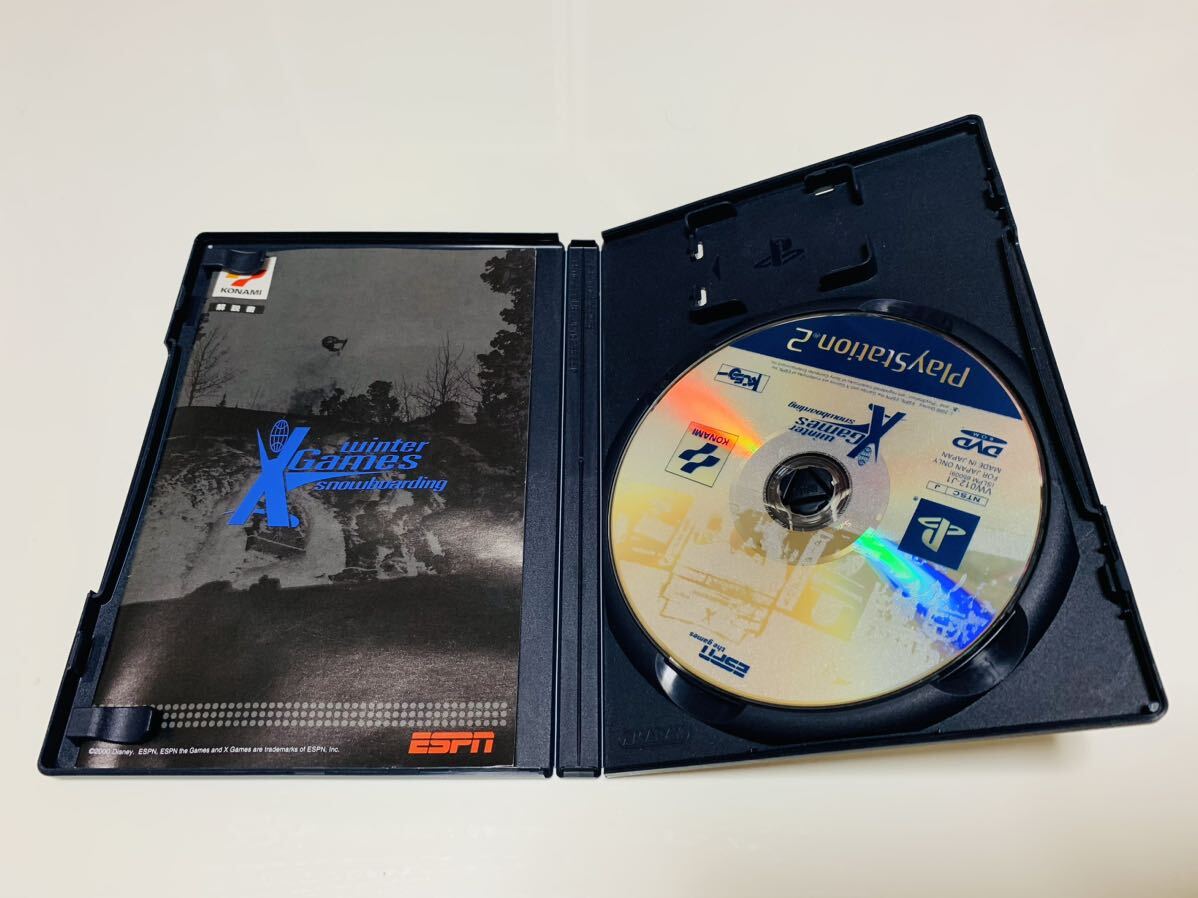 KONAMI
解説書
winter
X Games
snowboarding
©2000 Disney. ESPN, ESPN the Games and X Games are trademarks of ESPN, Inc.
ESPN
PlayStation®2
winter
X Games
snowboarding
KONAMI
DVD
ROM
MADE IN JAPAN
FOR JAPAN ONLY
VW012-J1
NTSC J
ESPN
the games